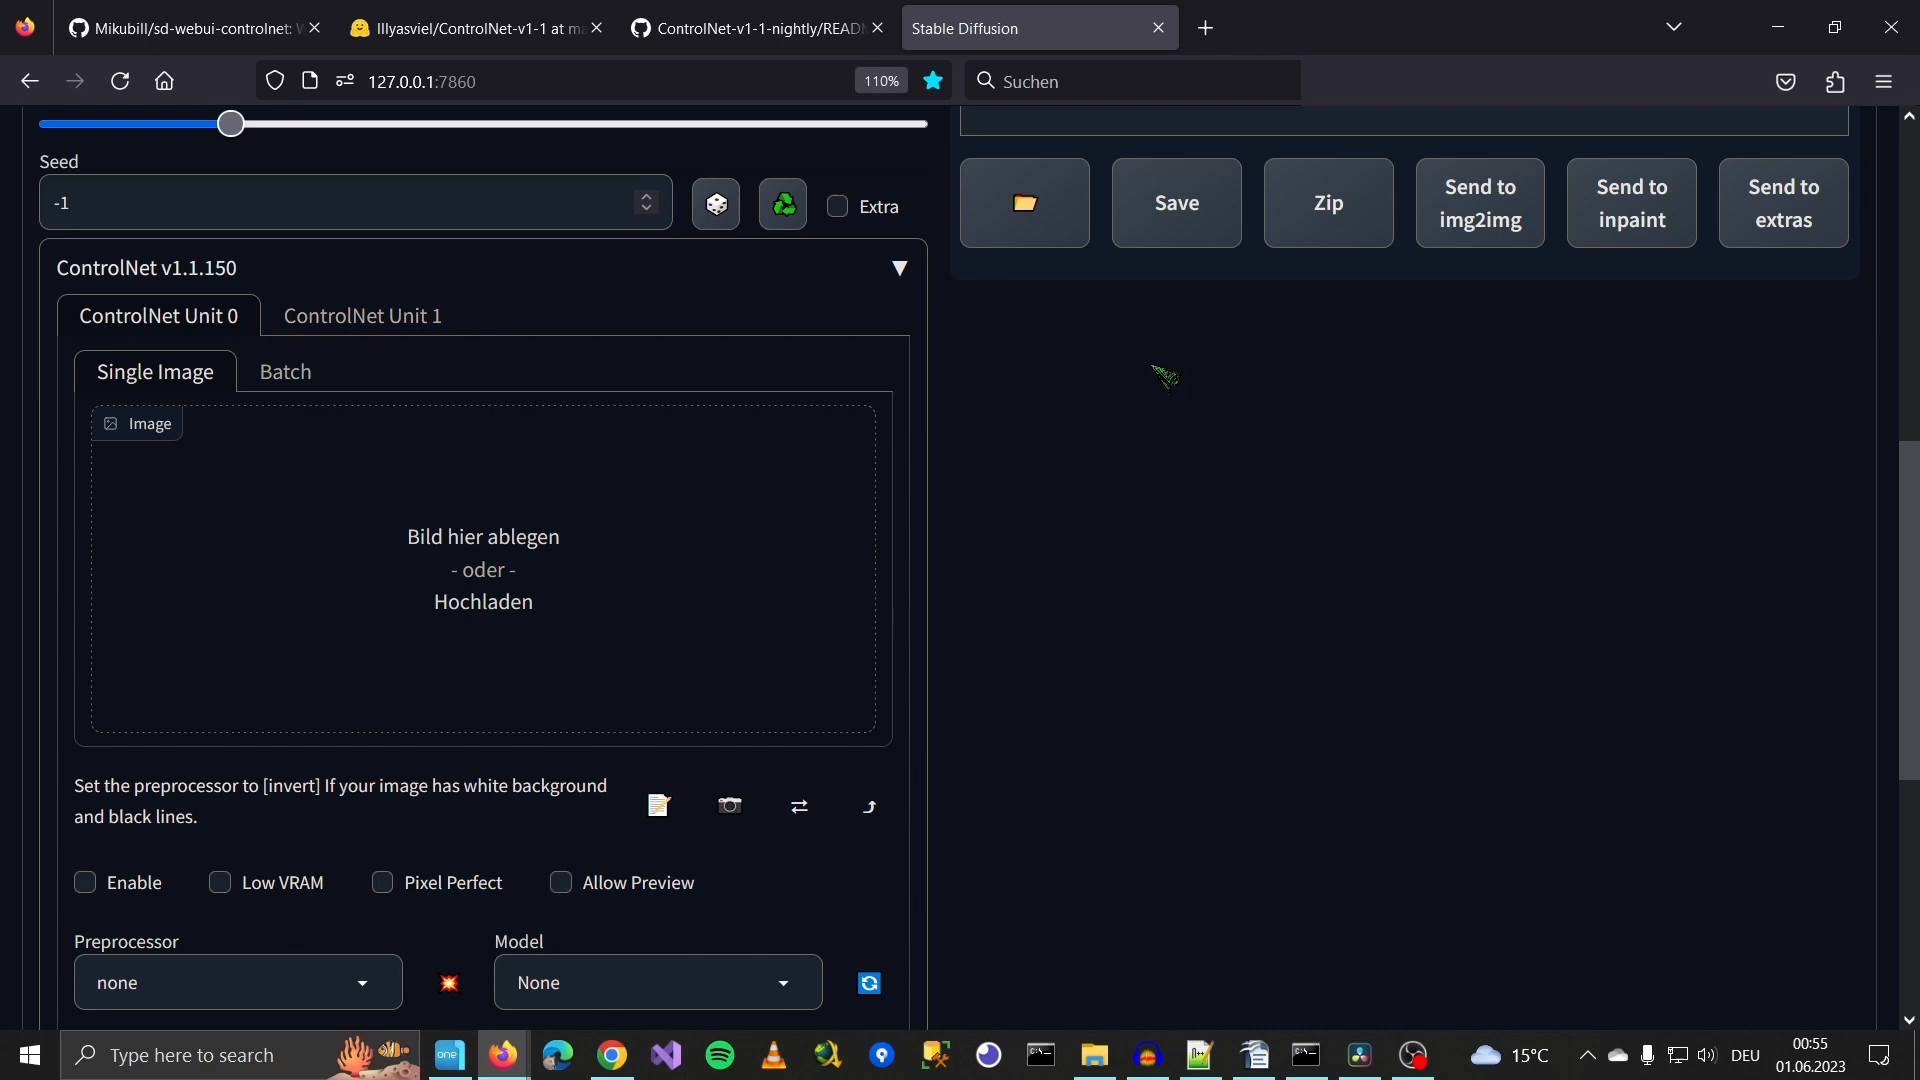 Mikubill/sd-webui-controlnet: W
lllyasviel/ControlNet-v1-1 at ma
ControlNet-v1-1-nightly/READM
Stable Diffusion
127.0.0.1:7860
110%
Suchen
Seed
-1
Extra
Save
Zip
Send to
img2img
Send to
inpaint
Send to
extras
ControlNet v1.1.150
ControlNet Unit 0
ControlNet Unit 1
Single Image
Batch
Image
Bild hier ablegen
- oder -
Hochladen
Set the preprocessor to [invert] If your image has white background
and black lines.
Enable
Low VRAM
Pixel Perfect
Allow Preview
Preprocessor
Model
none
None
Type here to search
one
15°C
DEU
00:55
01.06.2023